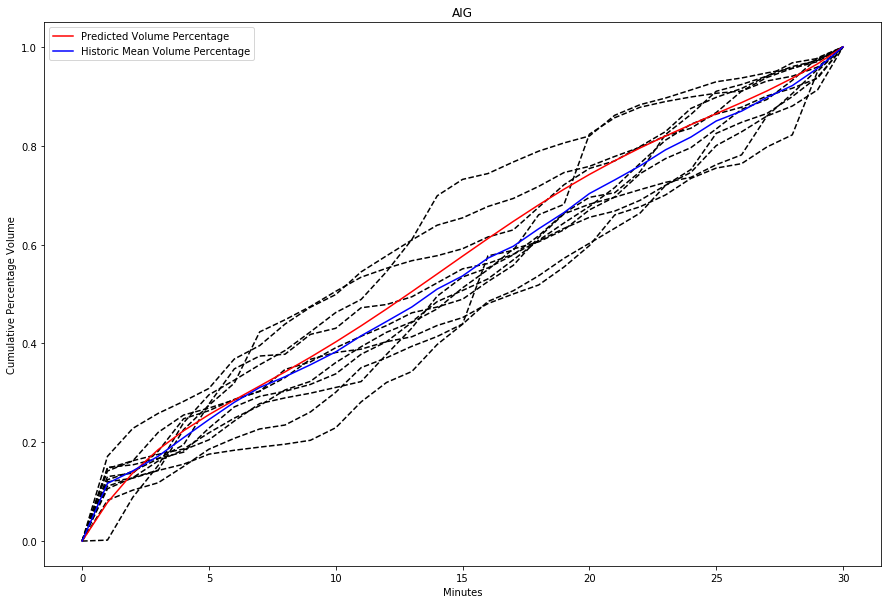 AIG
Predicted Volume Percentage
Historic Mean Volume Percentage
Cumulative Percentage Volume
1.0
0.8
0.6
0.4
0.2
0.0
0 5 10 15 20 25 30
Minutes